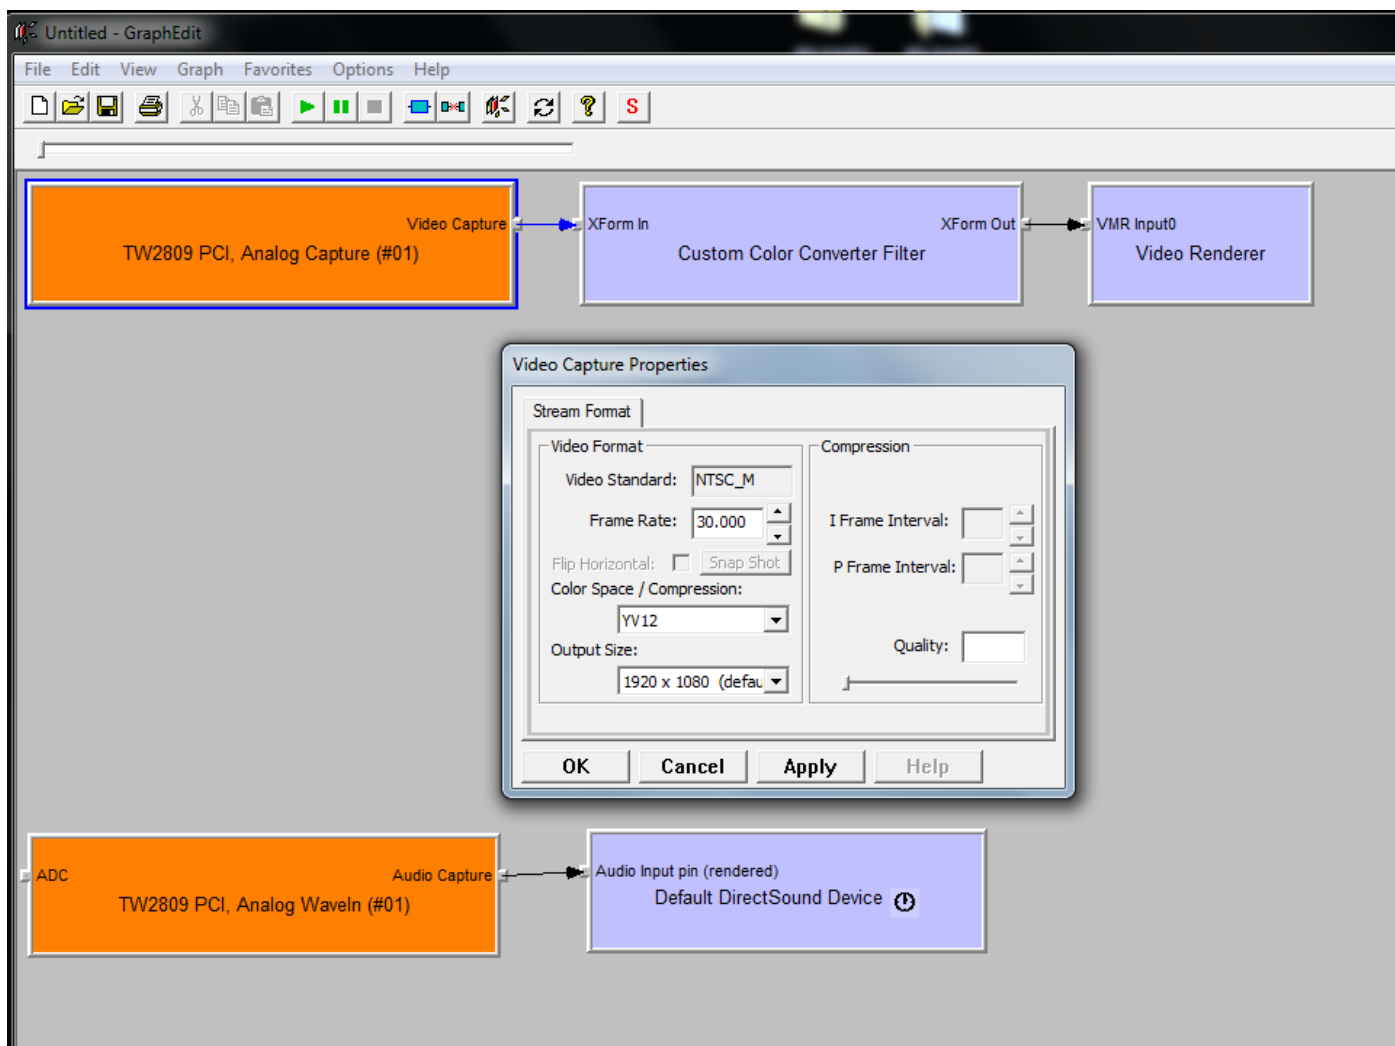 Untitled - GraphEdit
File Edit View Graph Favorites Options Help
S
Video Capture
TW2809 PCI, Analog Capture (#01)
XForm In
XForm Out
Custom Color Converter Filter
VMR Input0
Video Renderer
Video Capture Properties
Stream Format
Video Format
Video Standard: NTSC_M
Frame Rate: 30.000
Flip Horizontal: Snap Shot
Color Space / Compression:
YV12
Output Size:
1920 x 1080 (defau
Compression
I Frame Interval:
P Frame Interval:
Quality:
OK Cancel Apply Help
ADC
Audio Capture
TW2809 PCI, Analog WaveIn (#01)
Audio Input pin (rendered)
Default DirectSound Device